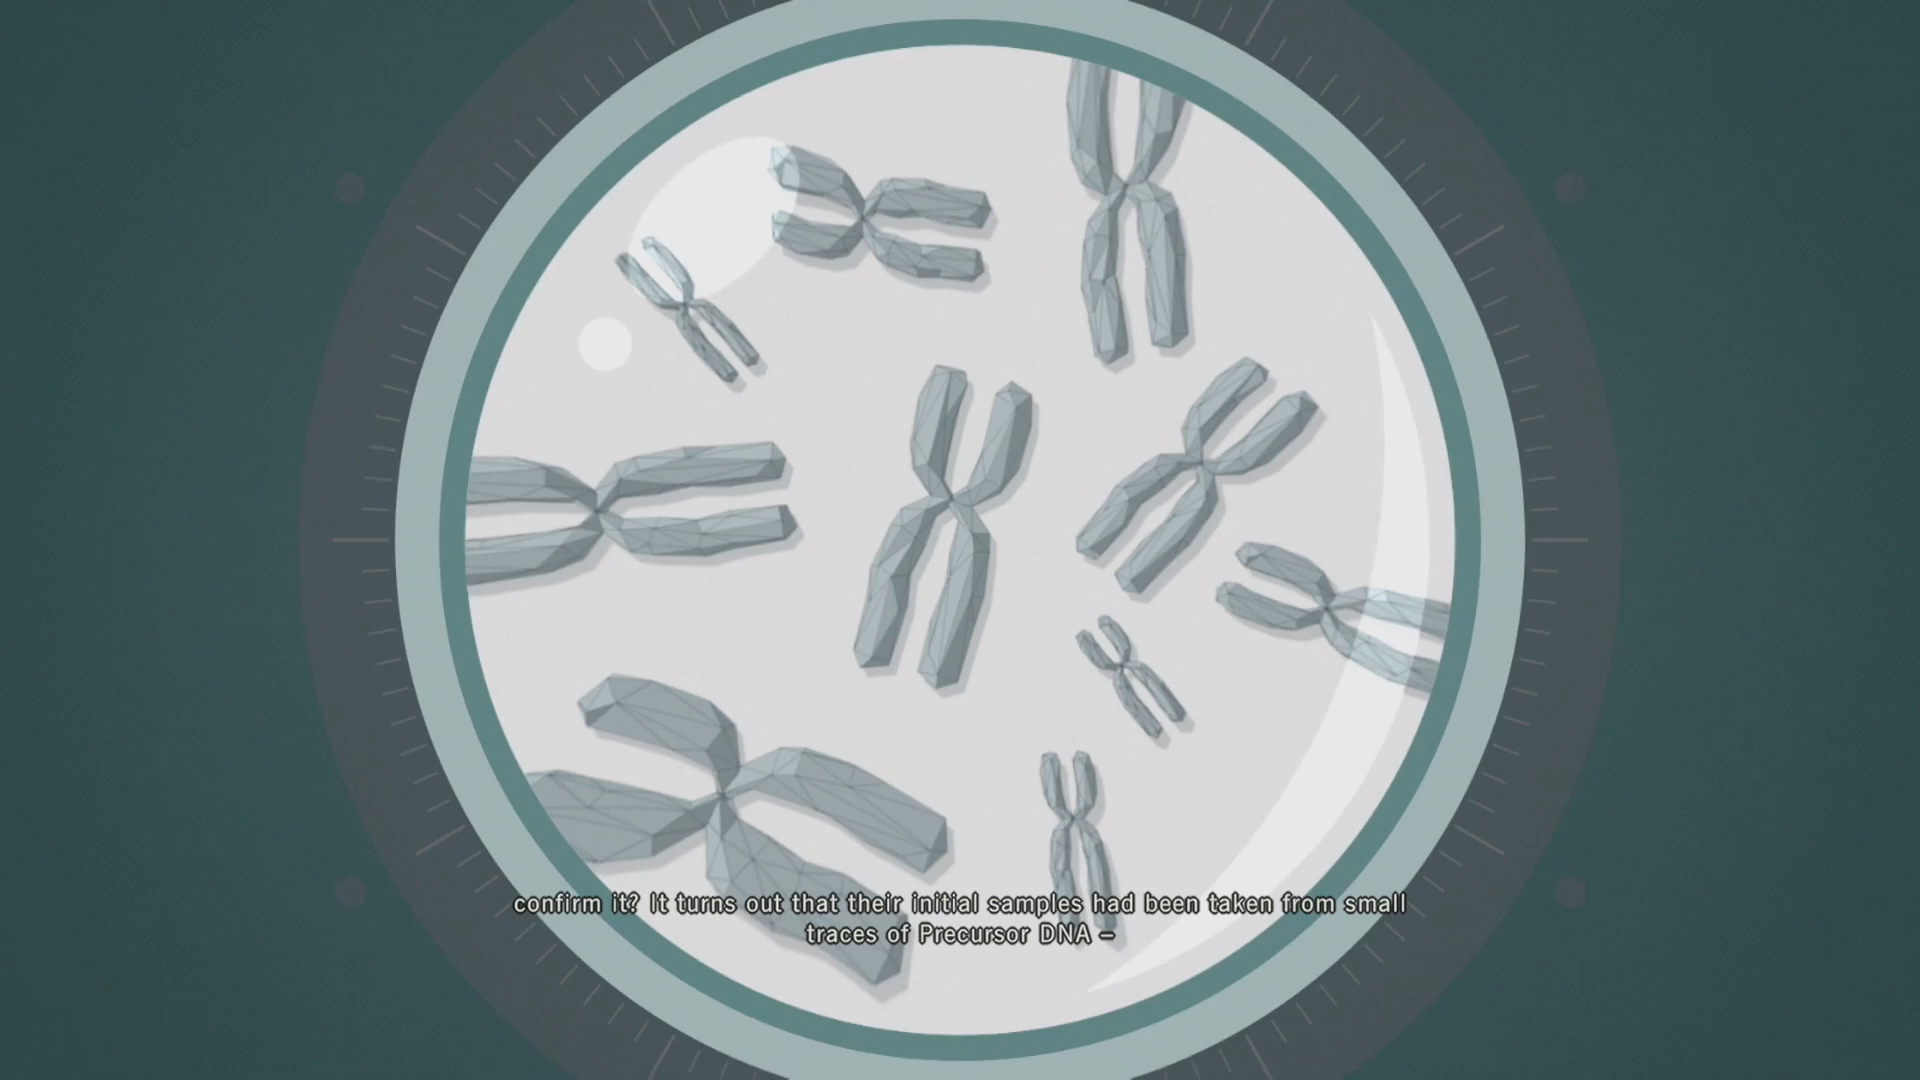 confirm it? It turns out that their initial samples had been taken from small
traces of Precursor DNA –